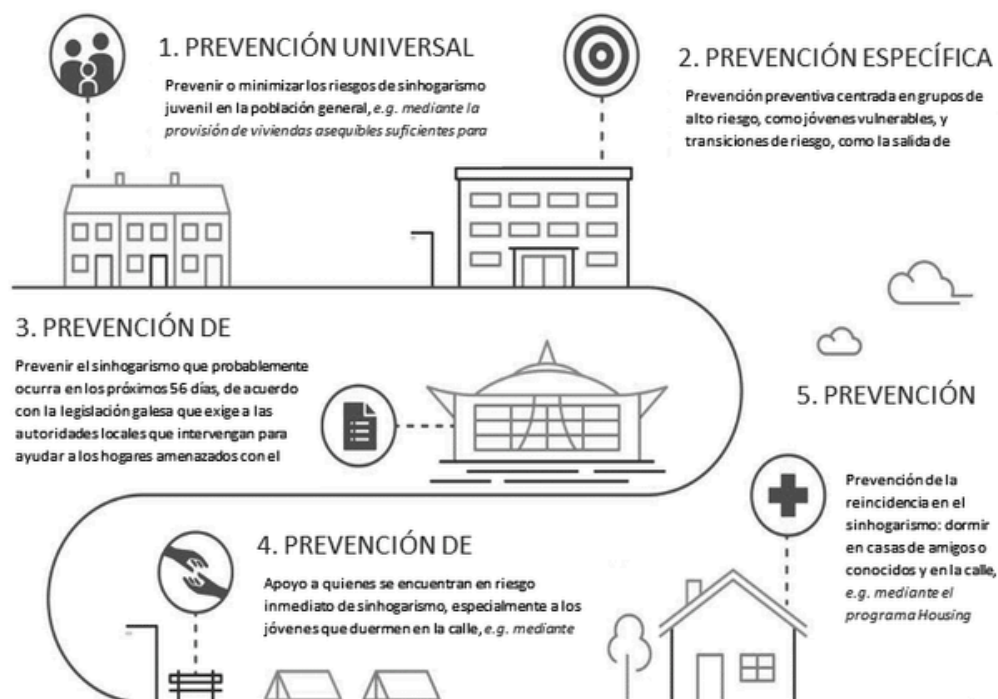 1. PREVENCIÓN UNIVERSAL
Prevenir o minimizar los riesgos de sinhogarismo
juvenil en la población general, e.g. mediante la
provisión de viviendas asequibles suficientes para
2. PREVENCIÓN ESPECÍFICA
Prevención preventiva centrada en grupos de
alto riesgo, como jóvenes vulnerables, y
transiciones de riesgo, como la salida de
3. PREVENCIÓN DE
Prevenir el sinhogarismo que probablemente
ocurra en los próximos 56 días, de acuerdo
con la legislación galesa que exige a las
autoridades locales que intervengan para
ayudar a los hogares amenazados con el
4. PREVENCIÓN DE
Apoyo a quienes se encuentran en riesgo
inmediato de sinhogarismo, especialmente a los
jóvenes que duermen en la calle, e.g. mediante
5. PREVENCIÓN
Prevención de la
reincidencia en el
sinhogarismo: dormir
en casas de amigos o
conocidos y en la calle,
e.g. mediante el
programa Housing